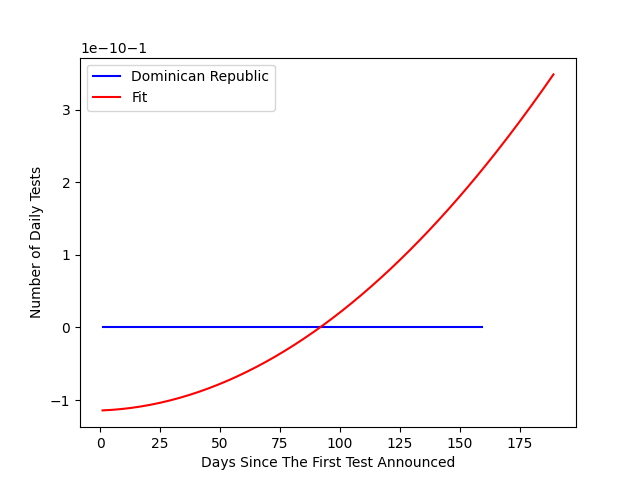 1e−10−1
Dominican Republic
Fit
3
2
1
0
−1
Number of Daily Tests
0 25 50 75 100 125 150 175
Days Since The First Test Announced